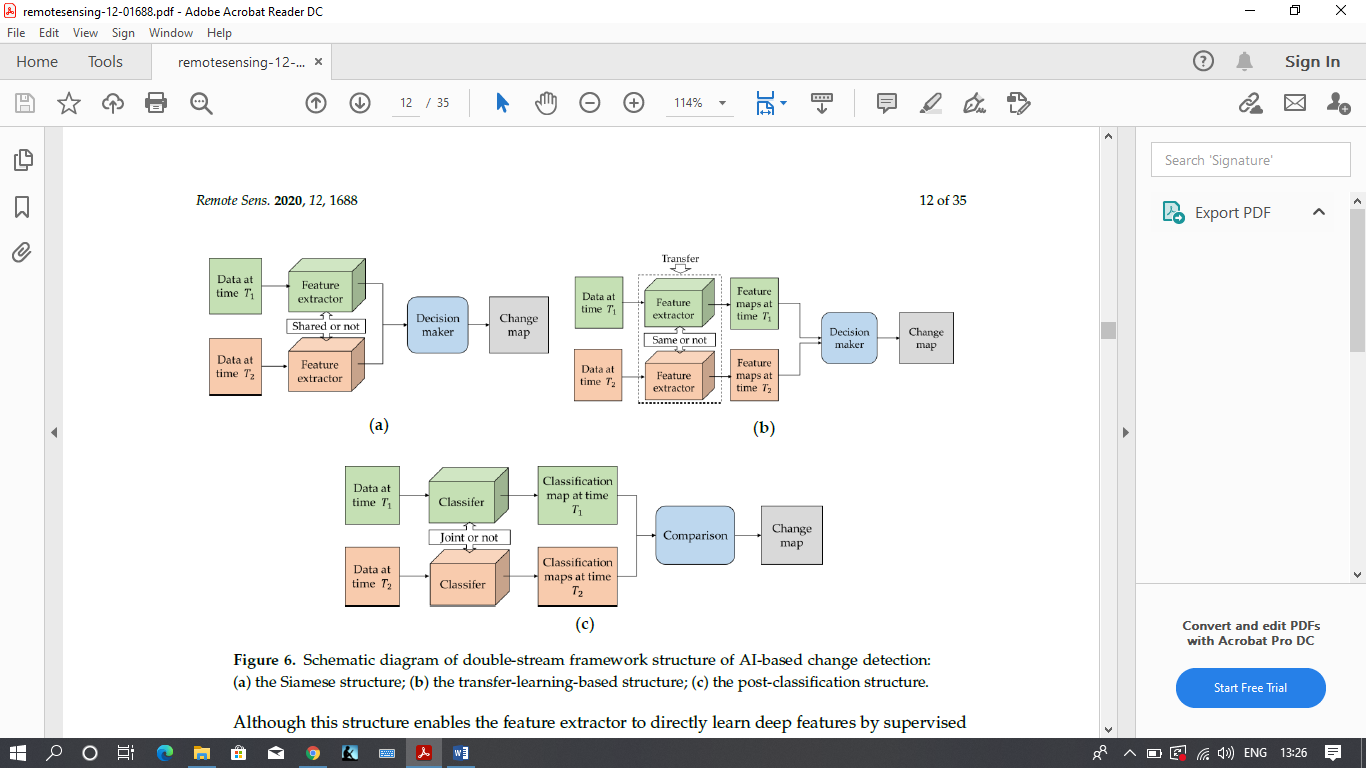 remotesensing-12-01688.pdf - Adobe Acrobat Reader DC
File Edit View Sign Window Help
Home Tools remotesensing-12-... × Sign In
12 / 35 114%
Search 'Signature'
Export PDF
Remote Sens. 2020, 12, 1688 12 of 35
Data at
time T1
Feature
extractor
Shared or not
Data at
time T2
Feature
extractor
Decision
maker
Change
map
(a)
Transfer
Data at
time T1
Feature
extractor
Feature
maps at
time T1
Same or not
Data at
time T2
Feature
extractor
Feature
maps at
time T2
Decision
maker
Change
map
(b)
Data at
time T1
Classifer
Classification
map at time
T1
Joint or not
Data at
time T2
Classifer
Classification
maps at time
T2
Comparison
Change
map
(c)
Figure 6. Schematic diagram of double-stream framework structure of AI-based change detection:
(a) the Siamese structure; (b) the transfer-learning-based structure; (c) the post-classification structure.
Although this structure enables the feature extractor to directly learn deep features by supervised
Convert and edit PDFs
with Acrobat Pro DC
Start Free Trial
ENG 13:26